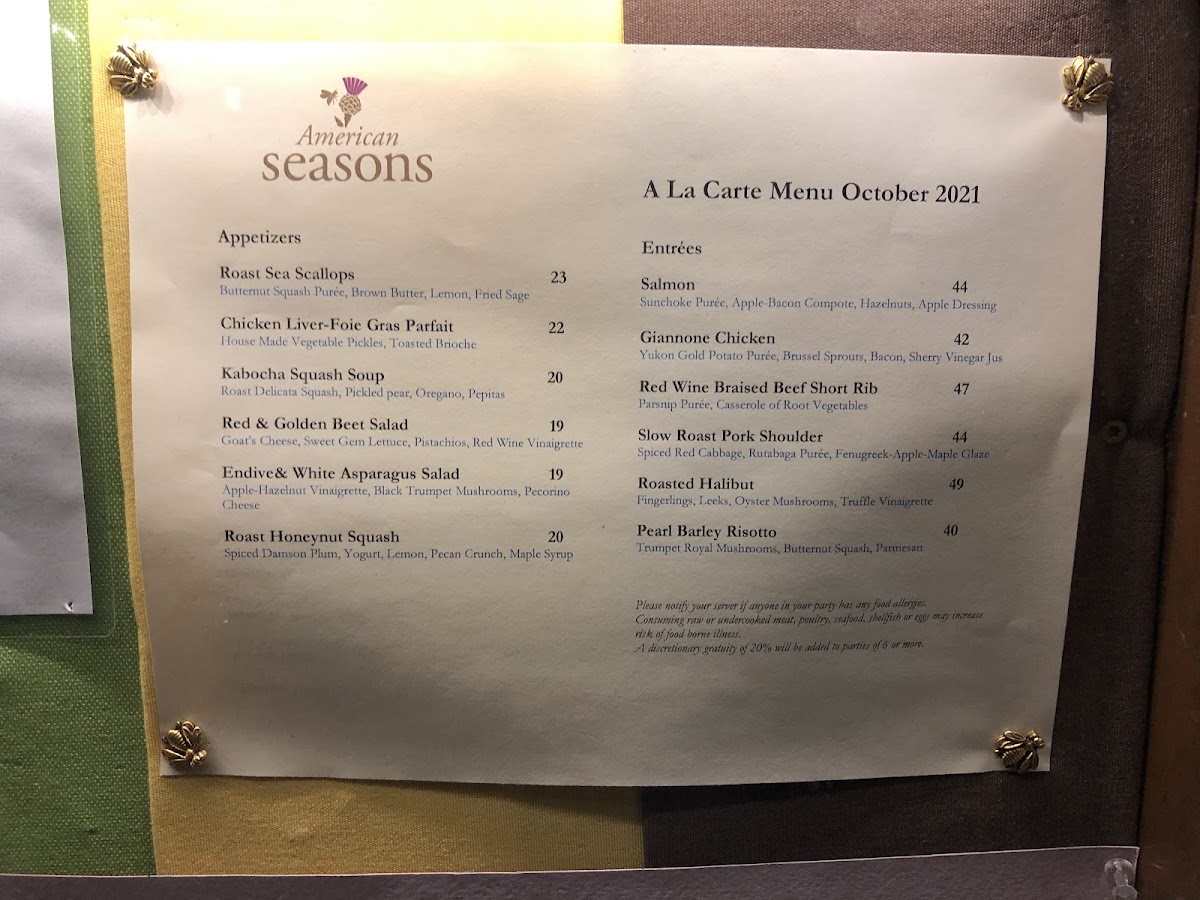 American
seasons
A La Carte Menu October 2021
Appetizers
Roast Sea Scallops 23
Butternut Squash Purée, Brown Butter, Lemon, Fried Sage
Chicken Liver-Foie Gras Parfait 22
House Made Vegetable Pickles, Toasted Brioche
Kabocha Squash Soup 20
Roast Delicata Squash, Pickled pear, Oregano, Pepitas
Red & Golden Beet Salad 19
Goat's Cheese, Sweet Gem Lettuce, Pistachios, Red Wine Vinaigrette
Endive& White Asparagus Salad 19
Apple-Hazelnut Vinaigrette, Black Trumpet Mushrooms, Pecorino
Cheese
Roast Honeynut Squash 20
Spiced Damson Plum, Yogurt, Lemon, Pecan Crunch, Maple Syrup
Entrées
Salmon 44
Sunchoke Purée, Apple-Bacon Compote, Hazelnuts, Apple Dressing
Giannone Chicken 42
Yukon Gold Potato Purée, Brussel Sprouts, Bacon, Sherry Vinegar Jus
Red Wine Braised Beef Short Rib 47
Parsnip Purée, Casserole of Root Vegetables
Slow Roast Pork Shoulder 44
Spiced Red Cabbage, Rutabaga Purée, Fenugreek-Apple-Maple Glaze
Roasted Halibut 49
Fingerlings, Leeks, Oyster Mushrooms, Truffle Vinaigrette
Pearl Barley Risotto 40
Trumpet Royal Mushrooms, Butternut Squash, Parmesan
Please notify your server if anyone in your party has any food allergies.
Consuming raw or undercooked meat, poultry, seafood, shellfish or eggs may increase
risk of food borne illness.
A discretionary gratuity of 20% will be added to parties of 6 or more.